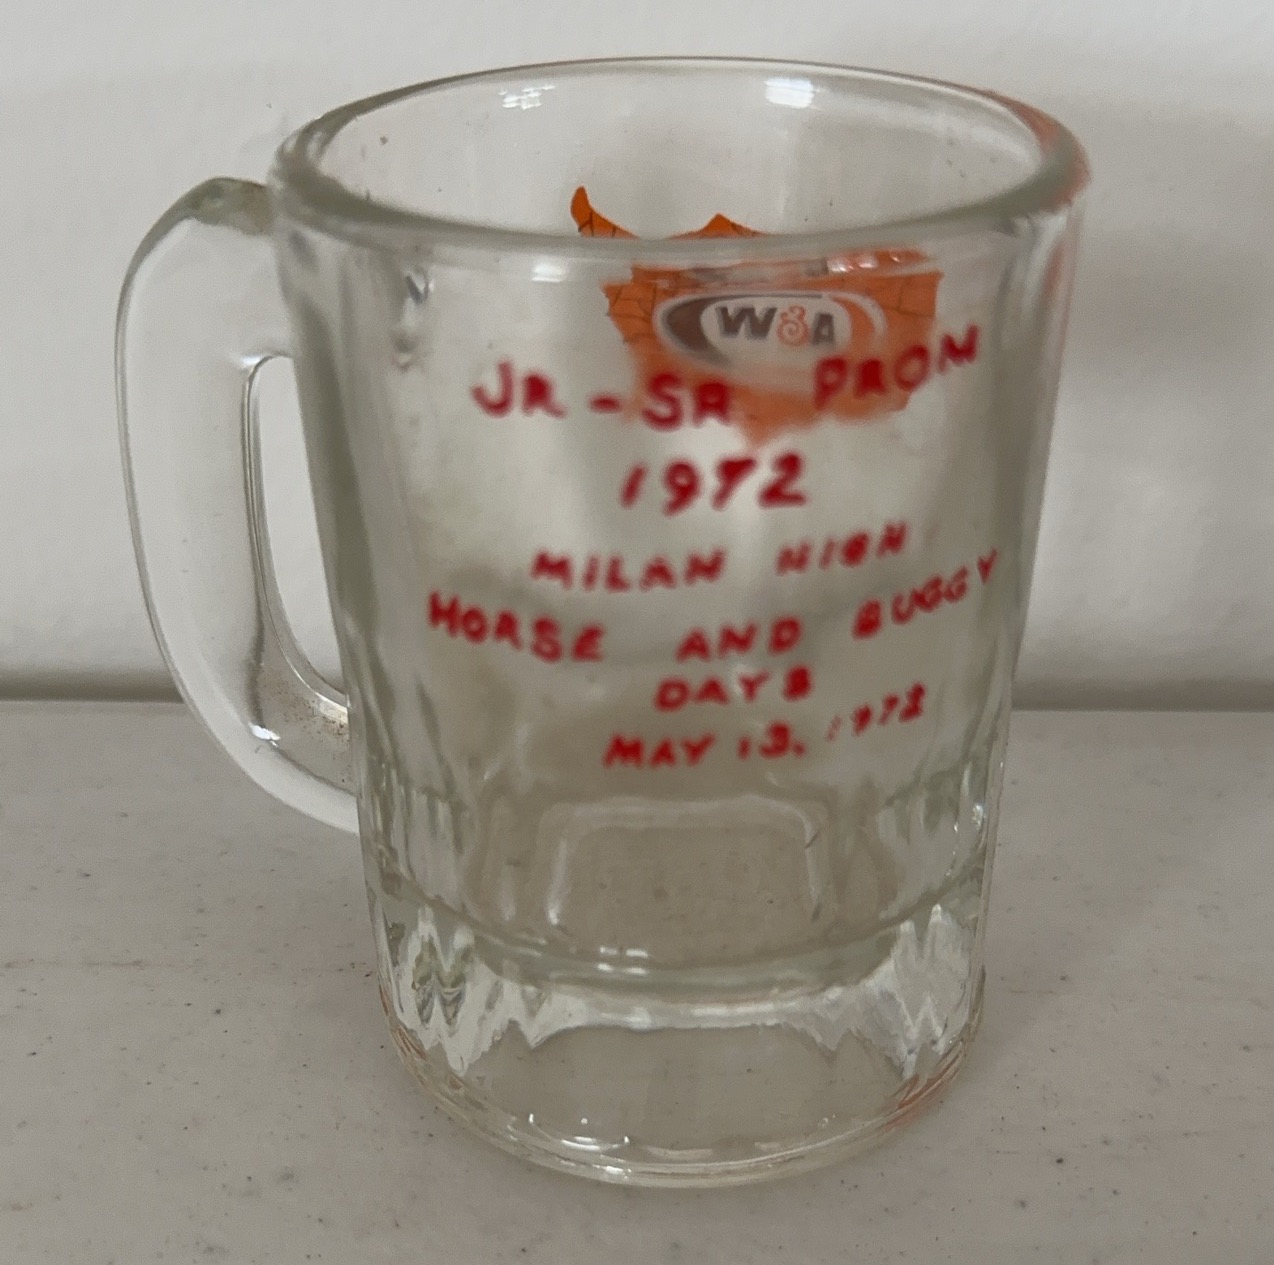 W&A
JR-SR PROM
1972
MILAN HIGH
HORSE AND BUGGY
DAYS
MAY 13, 1972